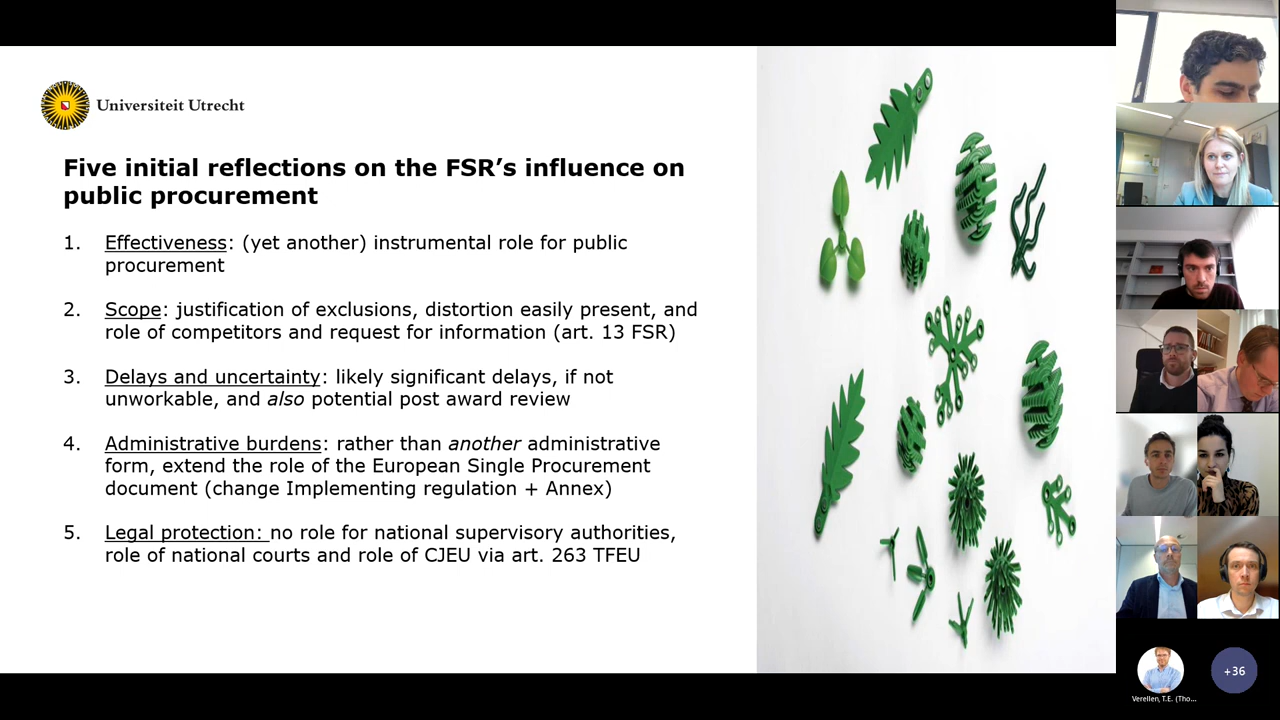 Universiteit Utrecht
Five initial reflections on the FSR’s influence on
public procurement
1. Effectiveness: (yet another) instrumental role for public
procurement
2. Scope: justification of exclusions, distortion easily present, and
role of competitors and request for information (art. 13 FSR)
3. Delays and uncertainty: likely significant delays, if not
unworkable, and also potential post award review
4. Administrative burdens: rather than another administrative
form, extend the role of the European Single Procurement
document (change Implementing regulation + Annex)
5. Legal protection: no role for national supervisory authorities,
role of national courts and role of CJEU via art. 263 TFEU
+36
Verellen, T.E. (Tho...